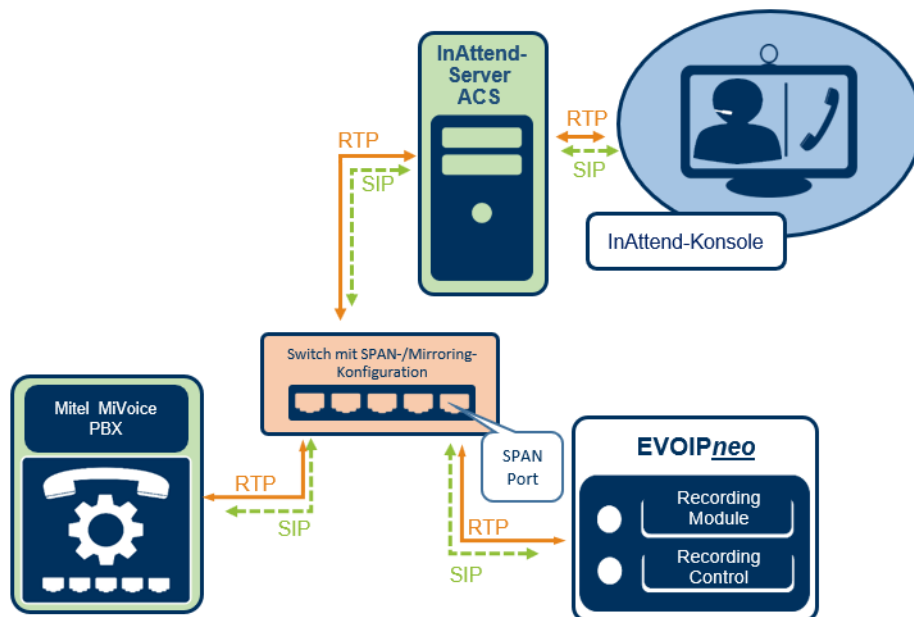 InAttend-
Server
ACS
RTP
SIP
RTP
SIP
InAttend-Konsole
Switch mit SPAN-/Mirroring-
Konfiguration
Mitel MiVoice
PBX
RTP
SIP
SPAN
Port
RTP
SIP
EVOIPneo
Recording
Module
Recording
Control